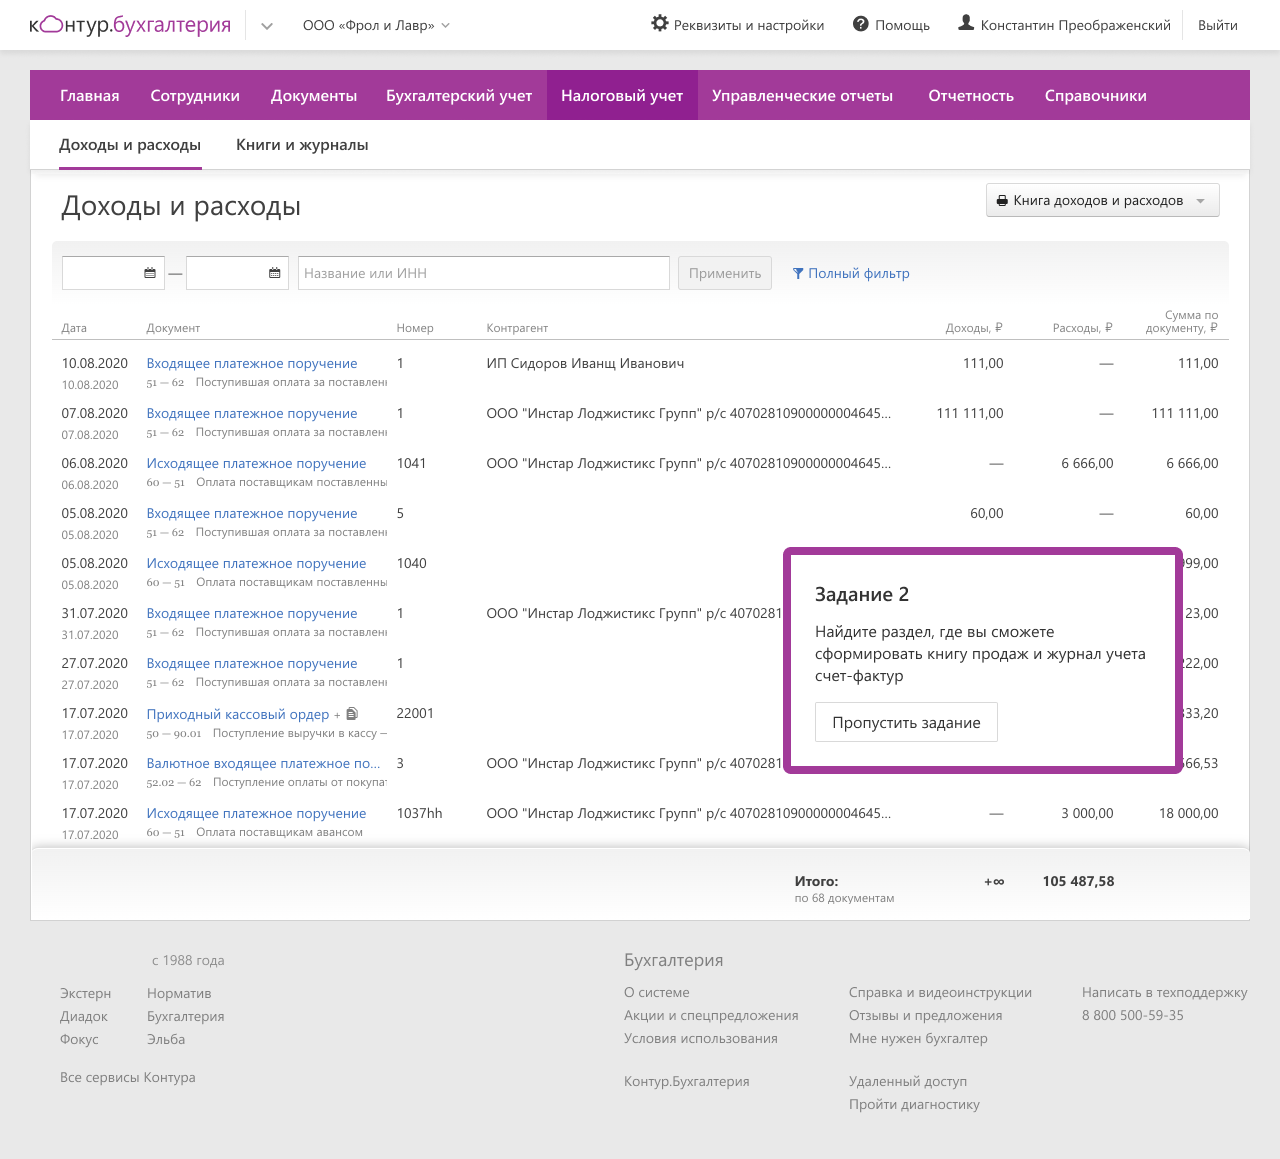 контур.бухгалтерия
ООО «Фрол и Лавр»
Реквизиты и настройки
Помощь
Константин Преображенский
Выйти
Главная Сотрудники Документы Бухгалтерский учет Налоговый учет Управленческие отчеты Отчетность Справочники
Доходы и расходы Книги и журналы
Доходы и расходы
Книга доходов и расходов
— Название или ИНН Применить Полный фильтр
Дата Документ Номер Контрагент Доходы, ₽ Расходы, ₽ Сумма по документу, ₽
10.08.2020 Входящее платежное поручение 1 ИП Сидоров Иванщ Иванович 111,00 — 111,00
10.08.2020 51 — 62 Поступившая оплата за поставлен
07.08.2020 Входящее платежное поручение 1 ООО "Инстар Лоджистикс Групп" р/с 40702810900000004645... 111 111,00 — 111 111,00
07.08.2020 51 — 62 Поступившая оплата за поставлен
06.08.2020 Исходящее платежное поручение 1041 ООО "Инстар Лоджистикс Групп" р/с 40702810900000004645... — 6 666,00 6 666,00
06.08.2020 60 — 51 Оплата поставщикам поставленны
05.08.2020 Входящее платежное поручение 5 60,00 — 60,00
05.08.2020 51 — 62 Поступившая оплата за поставлен
05.08.2020 Исходящее платежное поручение 1040 99,00
05.08.2020 60 — 51 Оплата поставщикам поставленны
31.07.2020 Входящее платежное поручение 1 ООО "Инстар Лоджистикс Групп" р/с 4070281 23,00
31.07.2020 51 — 62 Поступившая оплата за поставлен
27.07.2020 Входящее платежное поручение 1 222,00
27.07.2020 51 — 62 Поступившая оплата за поставлен
17.07.2020 Приходный кассовый ордер + 22001 33,20
17.07.2020 50 — 90.01 Поступление выручки в кассу —
17.07.2020 Валютное входящее платежное по... 3 ООО "Инстар Лоджистикс Групп" р/с 4070281 66,53
17.07.2020 52.02 — 62 Поступление оплаты от покупат
17.07.2020 Исходящее платежное поручение 1037hh ООО "Инстар Лоджистикс Групп" р/с 40702810900000004645... — 3 000,00 18 000,00
17.07.2020 60 — 51 Оплата поставщикам авансом
Задание 2
Найдите раздел, где вы сможете
сформировать книгу продаж и журнал учета
счет-фактур
Пропустить задание
Итого: +∞ 105 487,58
по 68 документам
с 1988 года
Экстерн Норматив
Диадок Бухгалтерия
Фокус Эльба
Все сервисы Контура
Бухгалтерия
О системе Справка и видеоинструкции Написать в техподдержку
Акции и спецпредложения Отзывы и предложения 8 800 500-59-35
Условия использования Мне нужен бухгалтер
Контур.Бухгалтерия Удаленный доступ
Пройти диагностику